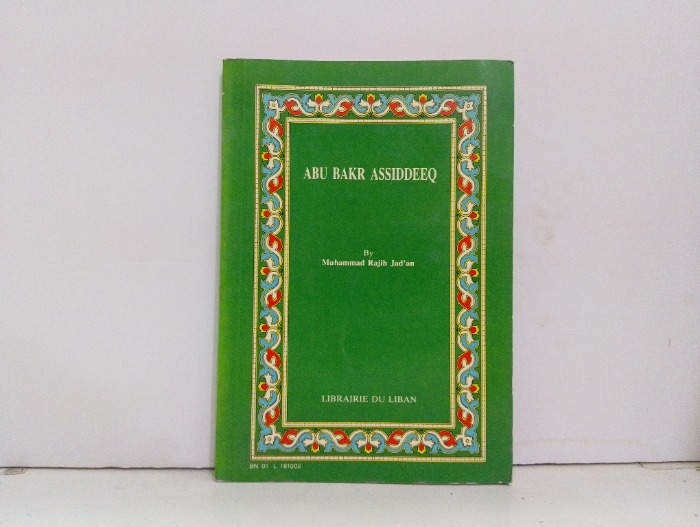 ABU BAKR ASSIDDEEQ
By
Muhammad Rajih Jad'an
LIBRAIRIE DU LIBAN
BN 01 L 181002